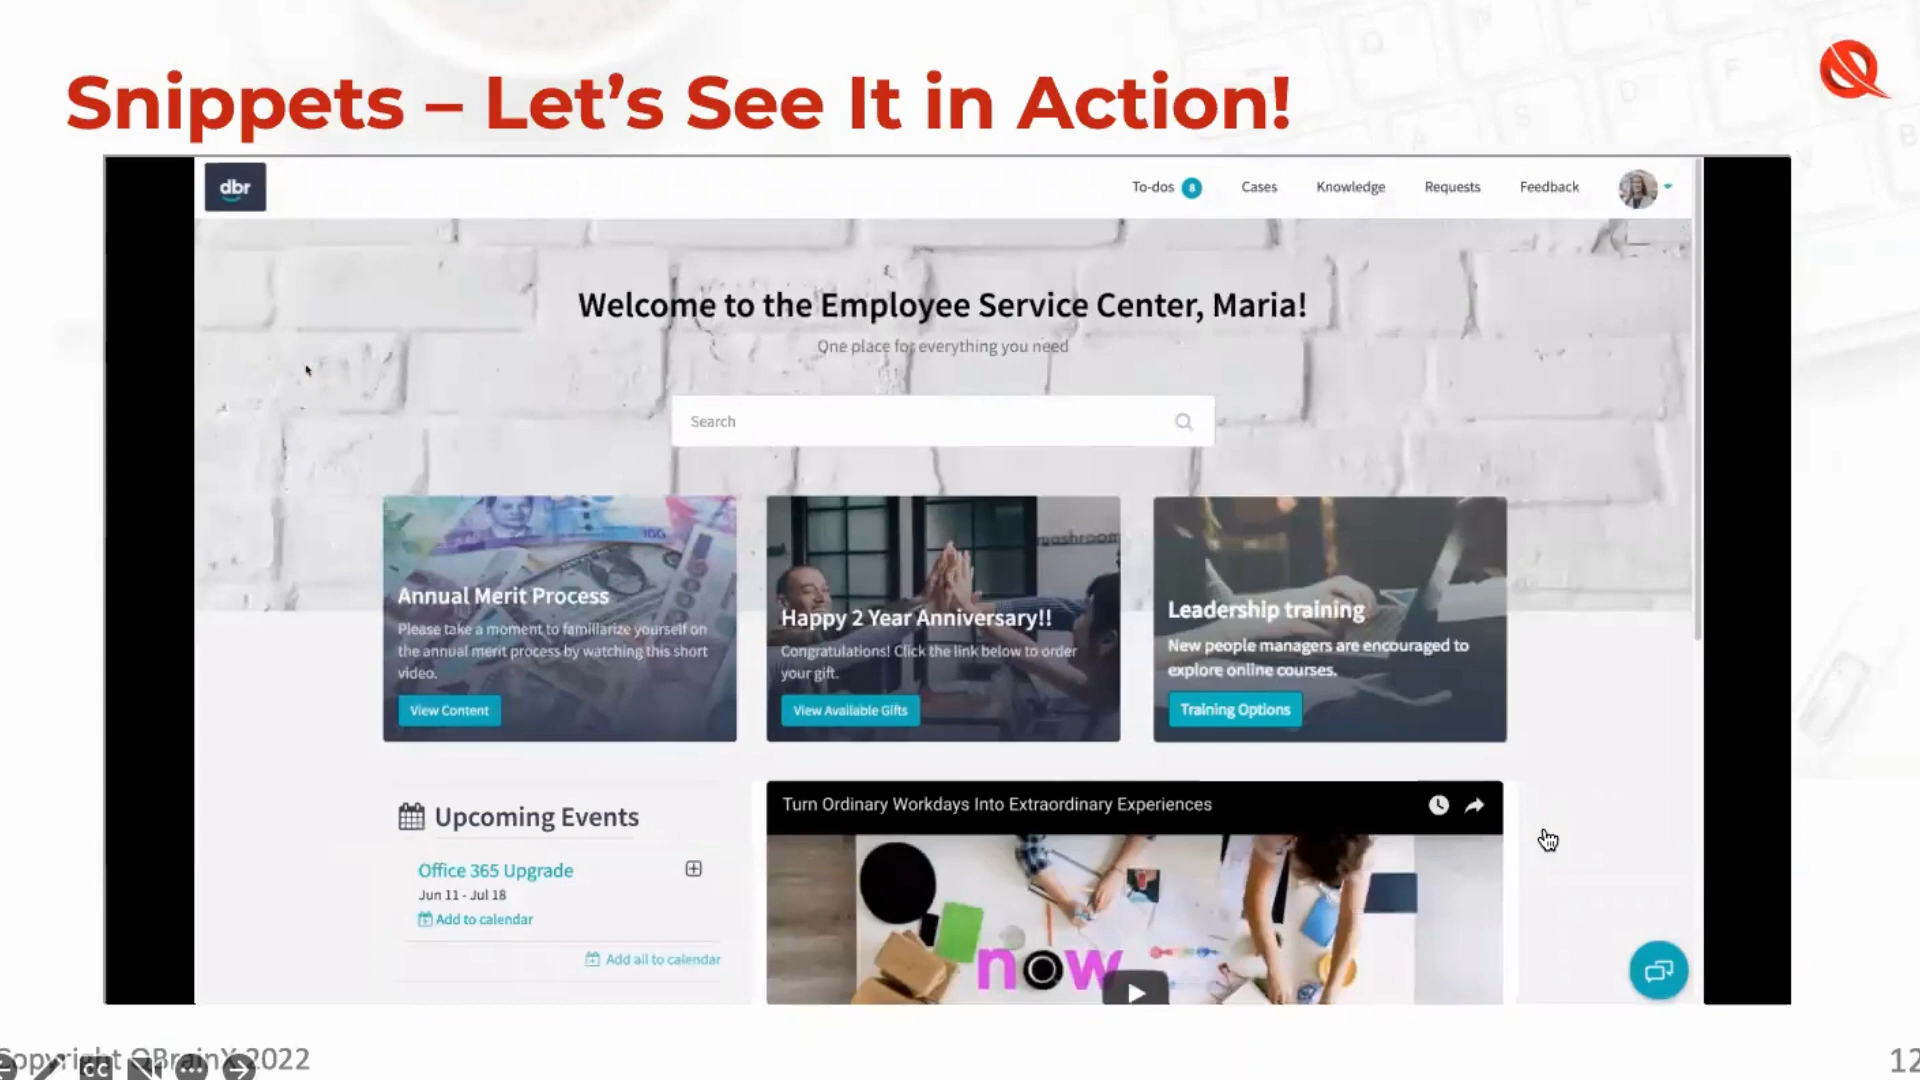 Snippets – Let's See It in Action!
dbr
To-dos 8 Cases Knowledge Requests Feedback
Welcome to the Employee Service Center, Maria!
One place for everything you need
Search
Annual Merit Process
Please take a moment to familiarize yourself on
the annual merit process by watching this short
video.
View Content
mashroom
Happy 2 Year Anniversary!!
Congratulations! Click the link below to order
your gift.
View Available Gifts
Leadership training
New people managers are encouraged to
explore online courses.
Training Options
Upcoming Events
Office 365 Upgrade
Jun 11 - Jul 18
Add to calendar
Add all to calendar
Turn Ordinary Workdays Into Extraordinary Experiences
now
Copyright QBrainX 2022
CC
12